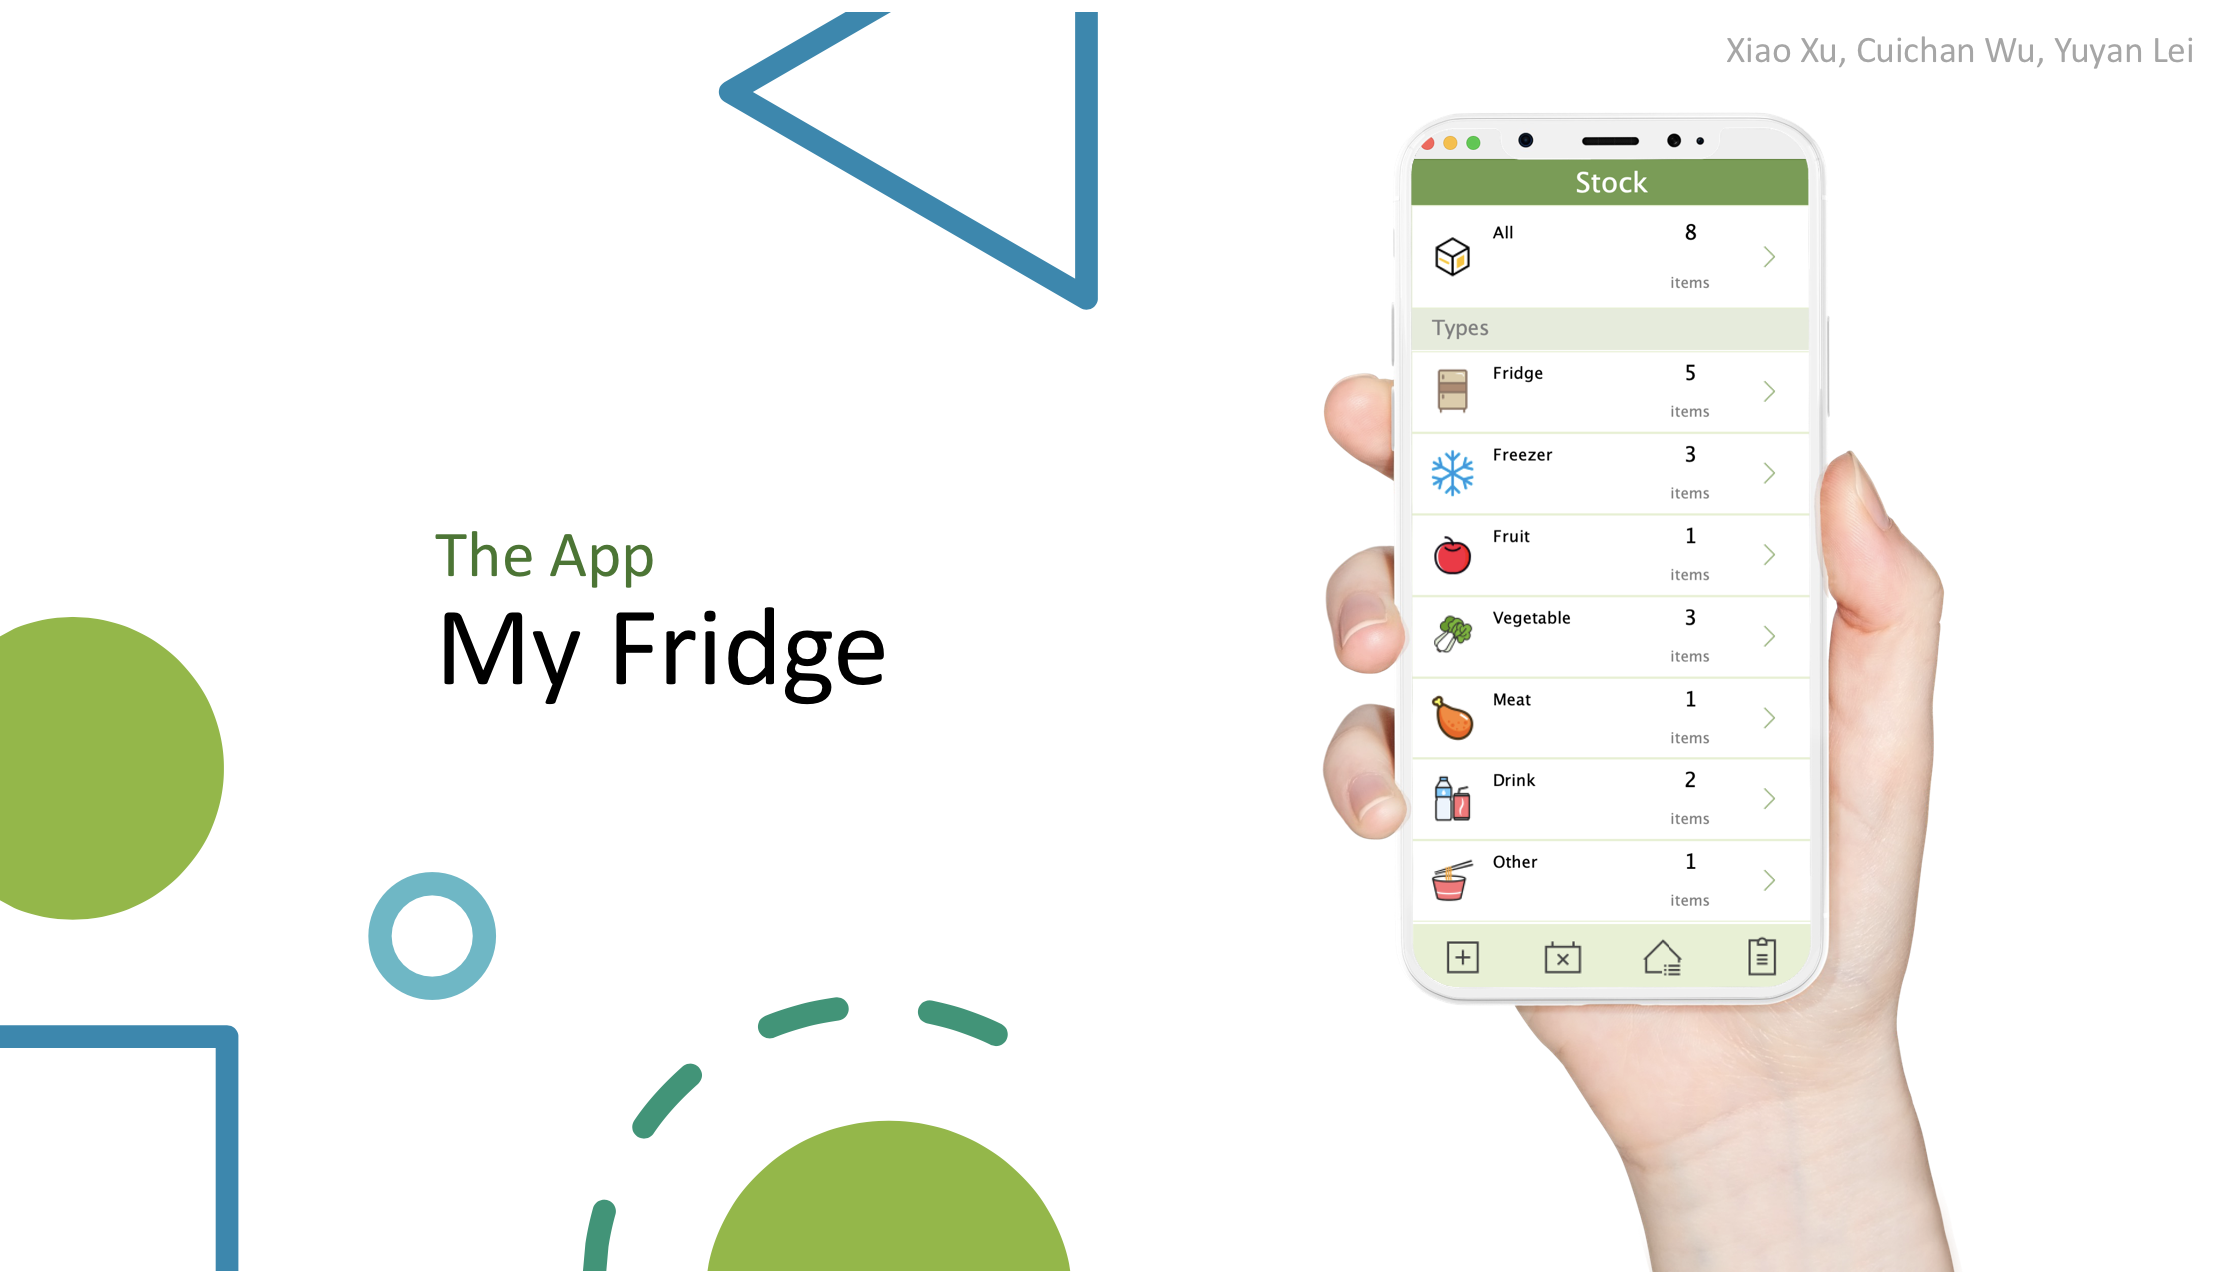 Xiao Xu, Cuichan Wu, Yuyan Lei
The App
My Fridge
Stock
All 8
items
Types
Fridge 5
items
Freezer 3
items
Fruit 1
items
Vegetable 3
items
Meat 1
items
Drink 2
items
Other 1
items